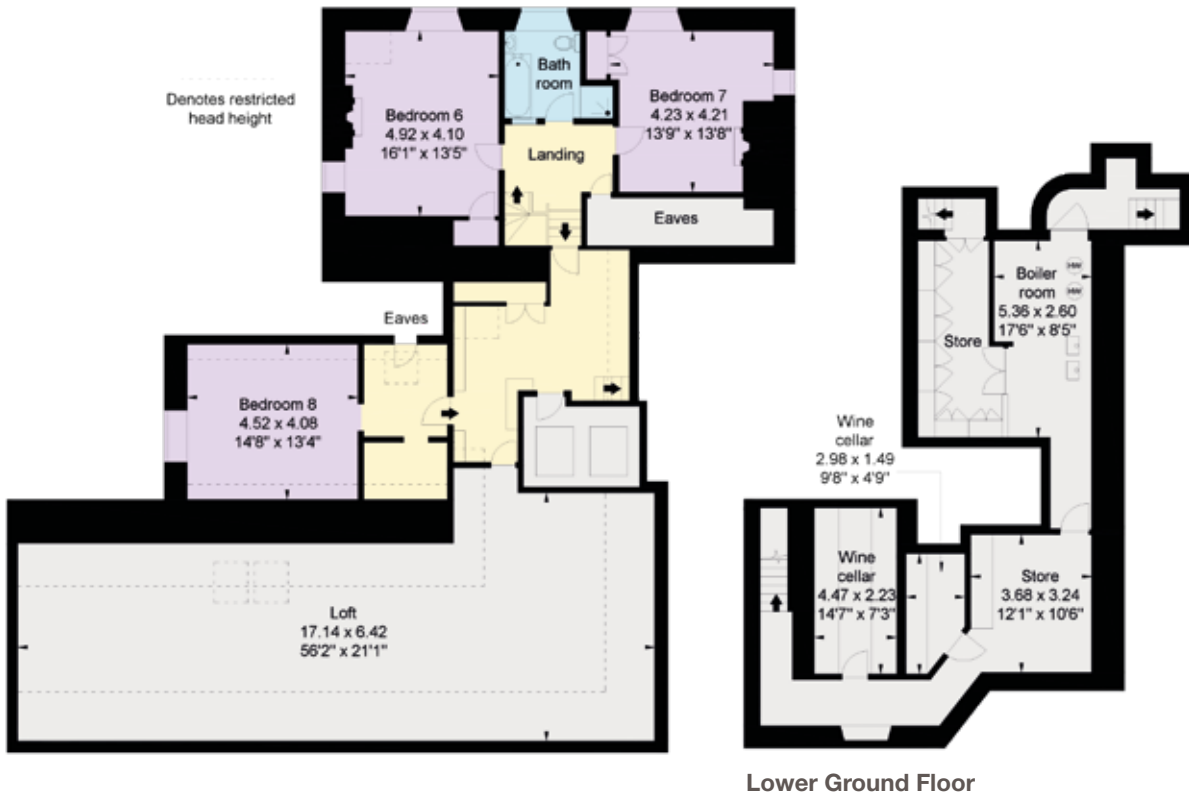 Denotes restricted
head height
Bedroom 6
4.92 x 4.10
16'1" x 13'5"
Bath
room
Bedroom 7
4.23 x 4.21
13'9" x 13'8"
Landing
Eaves
Eaves
Bedroom 8
4.52 x 4.08
14'8" x 13'4"
Loft
17.14 x 6.42
56'2" x 21'1"
Boiler
room
5.36 x 2.60
17'6" x 8'5"
HW
HW
Store
Wine
cellar
2.98 x 1.49
9'8" x 4'9"
Wine
cellar
4.47 x 2.23
14'7" x 7'3"
Store
3.68 x 3.24
12'1" x 10'6"
Lower Ground Floor